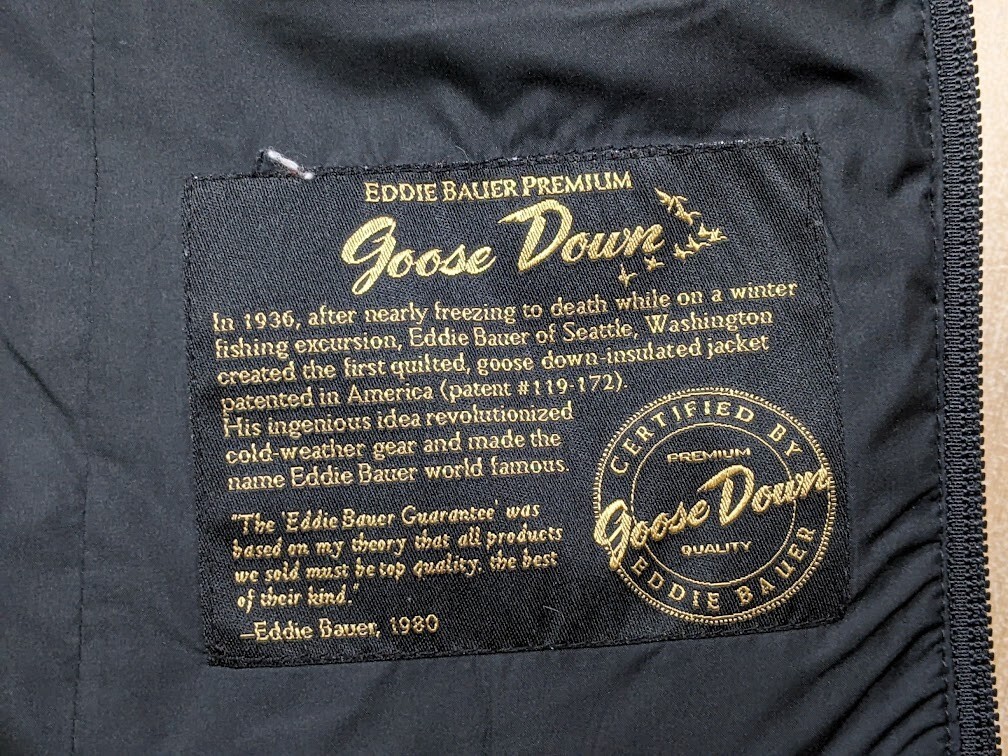 EDDIE BAUER PREMIUM
Goose Down
In 1936, after nearly freezing to death while on a winter
fishing excursion, Eddie Bauer of Seattle, Washington
created the first quilted, goose down-insulated jacket
patented in America (patent #119-172).
His ingenious idea revolutionized
cold-weather gear and made the
name Eddie Bauer world famous.
"The 'Eddie Bauer Guarantee' was
based on my theory that all products
we sold must be top quality, the best
of their kind."
—Eddie Bauer, 1980
CERTIFIED BY
PREMIUM
Goose Down
QUALITY
EDDIE BAUER